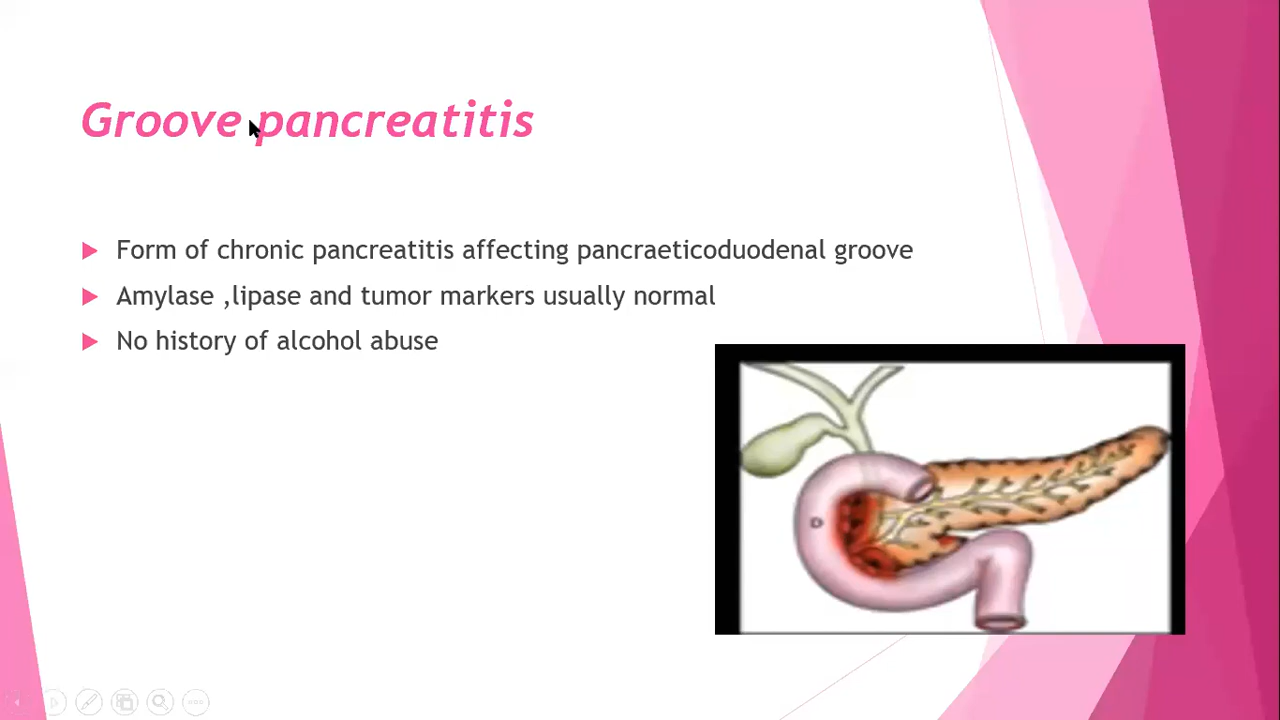 Groove pancreatitis
Form of chronic pancreatitis affecting pancraeticoduodenal groove
Amylase ,lipase and tumor markers usually normal
No history of alcohol abuse
D